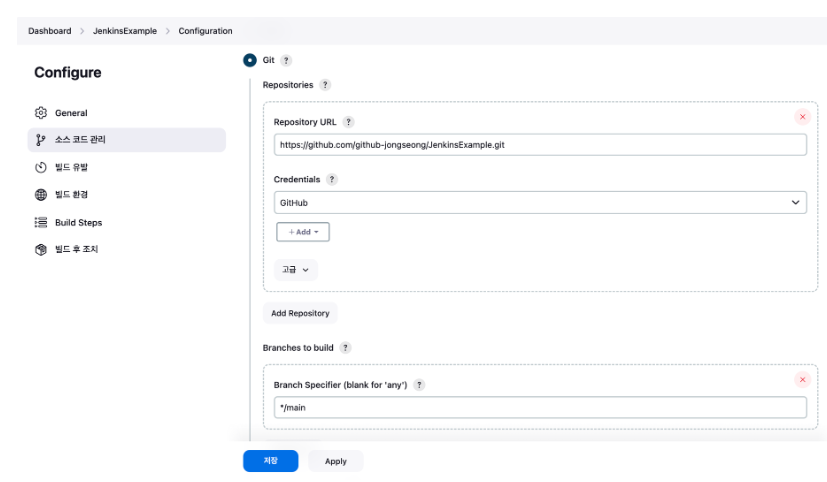 Dashboard > JenkinsExample > Configuration
Configure
General
소스 코드 관리
빌드 유발
빌드 환경
Build Steps
빌드 후 조치
Git ?
Repositories ?
Repository URL ?
https://github.com/github-jongseong/JenkinsExample.git
Credentials ?
GitHub
+ Add
고급
Add Repository
Branches to build ?
Branch Specifier (blank for 'any') ?
*/main
저장 Apply